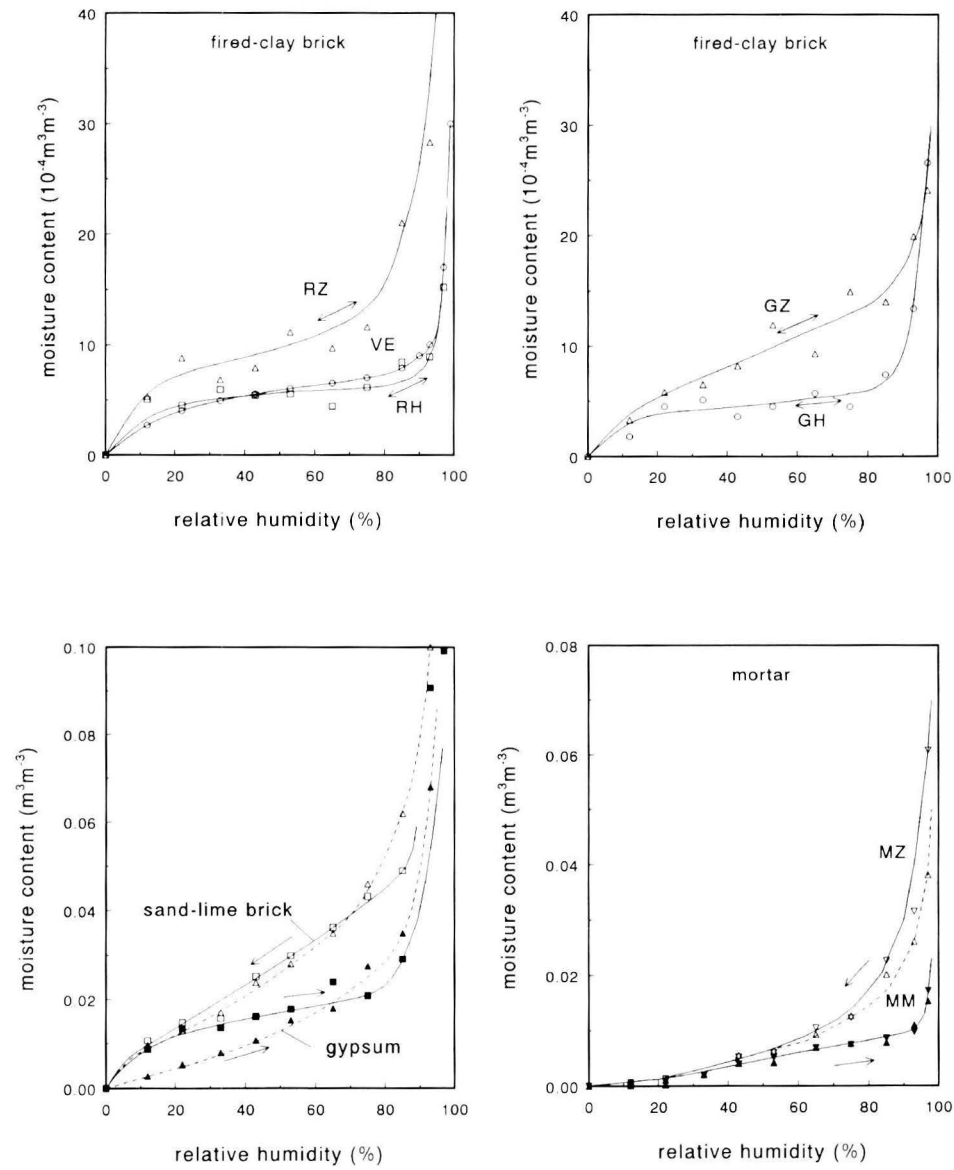 fired-clay brick
moisture content (10⁻⁴m³m⁻³)
40
30
20
10
0
RZ
VE
RH
0 20 40 60 80 100
relative humidity (%)
fired-clay brick
moisture content (10⁻⁴m³m⁻³)
40
30
20
10
0
GZ
GH
0 20 40 60 80 100
relative humidity (%)
moisture content (m³m⁻³)
0.10
0.08
0.06
0.04
0.02
0.00
sand-lime brick
gypsum
0 20 40 60 80 100
relative humidity (%)
mortar
moisture content (m³m⁻³)
0.08
0.06
0.04
0.02
0.00
MZ
MM
0 20 40 60 80 100
relative humidity (%)